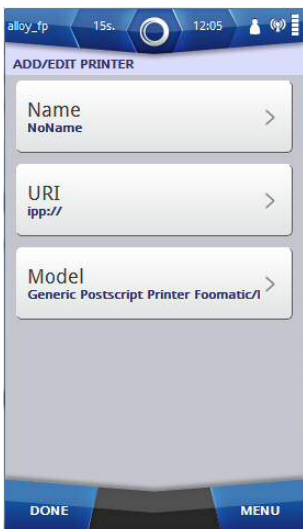 alloy_fp 15s. 12:05
ADD/EDIT PRINTER
Name
NoName
URI
ipp://
Model
Generic Postscript Printer Foomatic/
DONE MENU